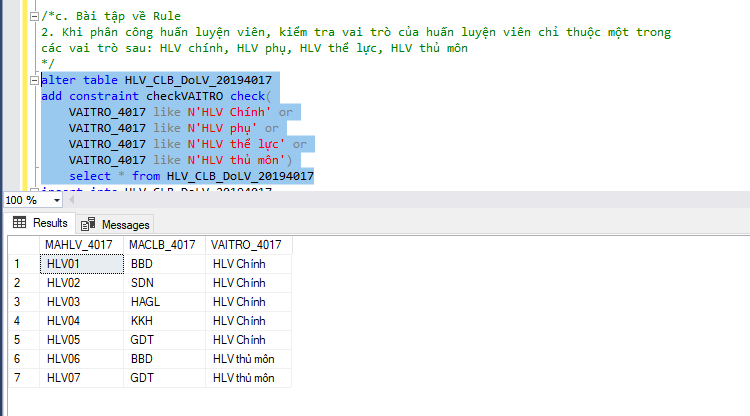 /*c. Bài tập về Rule
2. Khi phân công huấn luyện viên, kiểm tra vai trò của huấn luyện viên chỉ thuộc một trong
các vai trò sau: HLV chính, HLV phụ, HLV thể lực, HLV thủ môn
*/
alter table HLV_CLB_DoLV_20194017
add constraint checkVAITRO check(
VAITRO_4017 like N'HLV Chính' or
VAITRO_4017 like N'HLV phụ' or
VAITRO_4017 like N'HLV thể lực' or
VAITRO_4017 like N'HLV thủ môn')
select * from HLV_CLB_DoLV_20194017
insert into HLV_CLB_DoLV_20194017
100 %
Results Messages
MAHLV_4017 MACLB_4017 VAITRO_4017
1 HLV01 BBD HLV Chính
2 HLV02 SDN HLV Chính
3 HLV03 HAGL HLV Chính
4 HLV04 KKH HLV Chính
5 HLV05 GDT HLV Chính
6 HLV06 BBD HLV thủ môn
7 HLV07 GDT HLV thủ môn